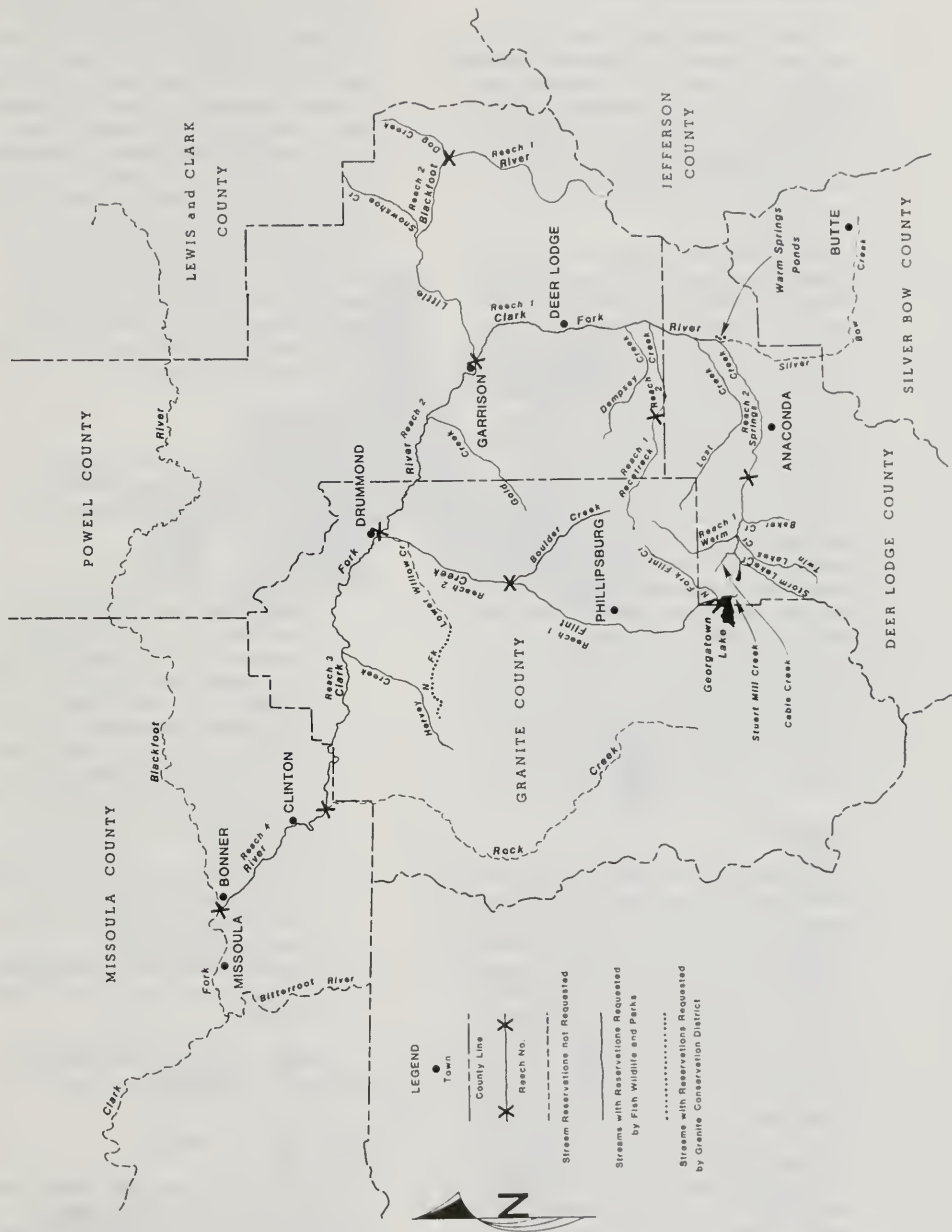 MISSOULA COUNTY
POWELL COUNTY
LEWIS and CLARK
COUNTY
Blackfoot
River
Clark
Fork
MISSOULA
BONNER
Bitterroot River
Reach 4
River
CLINTON
Reach 3
Clark
Fork
DRUMMOND
River Reach 2
GARRISON
Gold
Creek
Little
Snowshoe Cr
Reach 2
Blackfoot
Dog Creek
Reach 1
River
Reach 1
Clark
Fork
River
DEER LODGE
JEFFERSON
COUNTY
Harvey
Creek
N
Fk
Lower Willow Cr
Reach 2
Creek
Boulder Creek
Reach 1
Flint
PHILLIPSBURG
GRANITE COUNTY
Rock
Creek
Dempsey
Creek
Reach 1
Racetrack
Reach 2
Creek
Lost
Creek
Reach 1
Warm
Reach 2
Springs
Creek
N
Fork Flint Cr
Georgatown
Lake
Stuart Mill Creek
Cable Creek
Storm Lake Cr
Twin Lakes Cr
Baker Cr
ANACONDA
Warm Springs
Ponds
BUTTE
Silver
Bow
Creek
SILVER BOW COUNTY
DEER LODGE COUNTY
LEGEND
Town
County Line
Reach No.
Stream Reservations not Requested
Streams with Reservations Requested
by Fish Wildlife and Parks
Streams with Reservations Requested
by Granite Conservation District
N